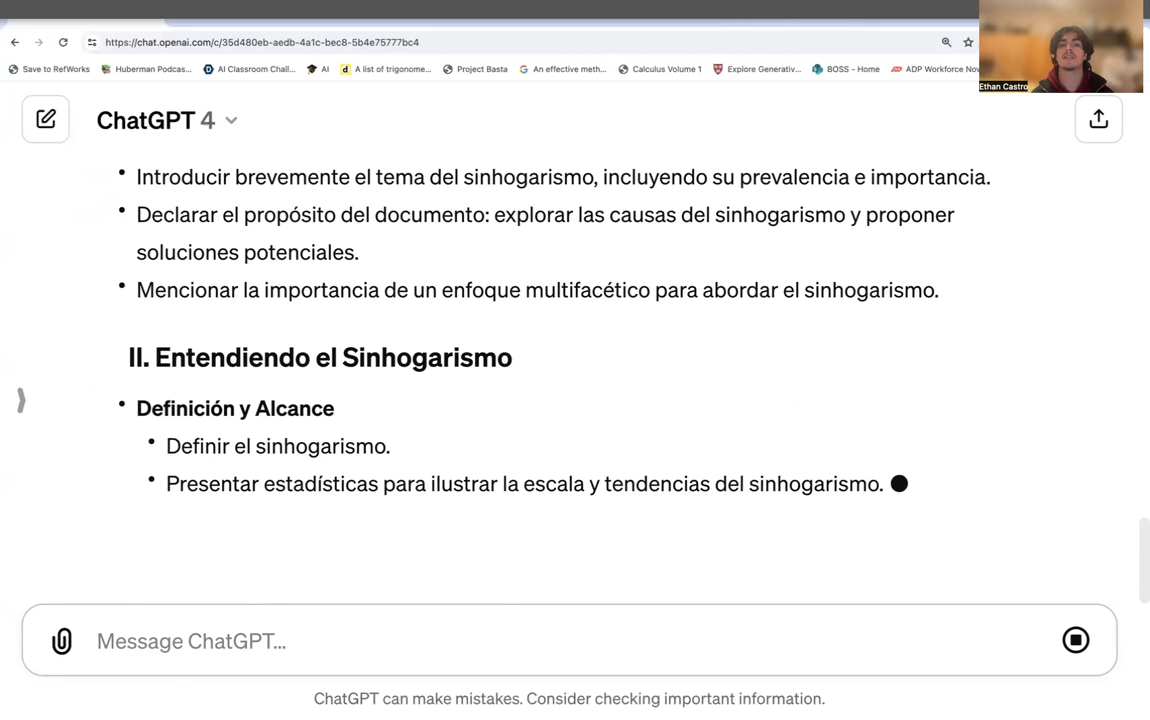 https://chat.openai.com/c/35d480eb-aedb-4a1c-bec8-5b4e75777bc4
Save to RefWorks Huberman Podcas... AI Classroom Chall... AI A list of trigonome... Project Basta An effective meth... Calculus Volume 1 Explore Generativ... BOSS - Home ADP Workforce Nov
Ethan Castro
ChatGPT 4
• Introducir brevemente el tema del sinhogarismo, incluyendo su prevalencia e importancia.
• Declarar el propósito del documento: explorar las causas del sinhogarismo y proponer
soluciones potenciales.
• Mencionar la importancia de un enfoque multifacético para abordar el sinhogarismo.
II. Entendiendo el Sinhogarismo
• Definición y Alcance
• Definir el sinhogarismo.
• Presentar estadísticas para ilustrar la escala y tendencias del sinhogarismo.
Message ChatGPT...
ChatGPT can make mistakes. Consider checking important information.